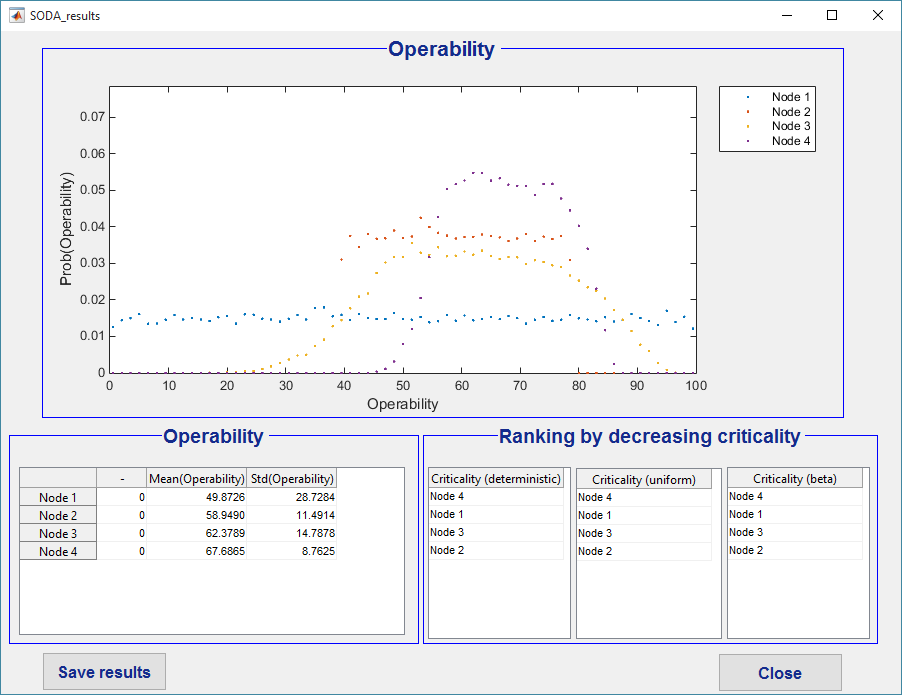 SODA_results
Operability
Prob(Operability)
0.07
0.06
0.05
0.04
0.03
0.02
0.01
0
0 10 20 30 40 50 60 70 80 90 100
Operability
Node 1
Node 2
Node 3
Node 4
Operability
- Mean(Operability) Std(Operability)
Node 1 0 49.8726 28.7284
Node 2 0 58.9490 11.4914
Node 3 0 62.3789 14.7878
Node 4 0 67.6865 8.7625
Ranking by decreasing criticality
Criticality (deterministic) Criticality (uniform) Criticality (beta)
Node 4 Node 4 Node 4
Node 1 Node 1 Node 1
Node 3 Node 3 Node 3
Node 2 Node 2 Node 2
Save results
Close